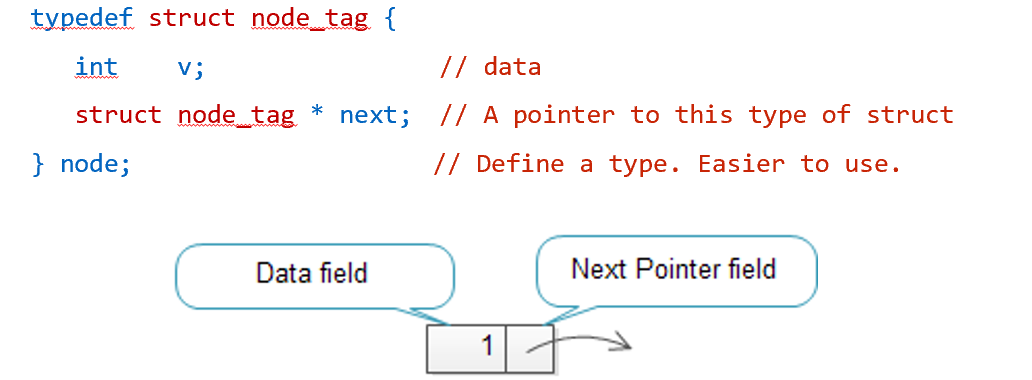 typedef struct node_tag {
int v; // data
struct node_tag * next; // A pointer to this type of struct
} node; // Define a type. Easier to use.
Data field
Next Pointer field
1